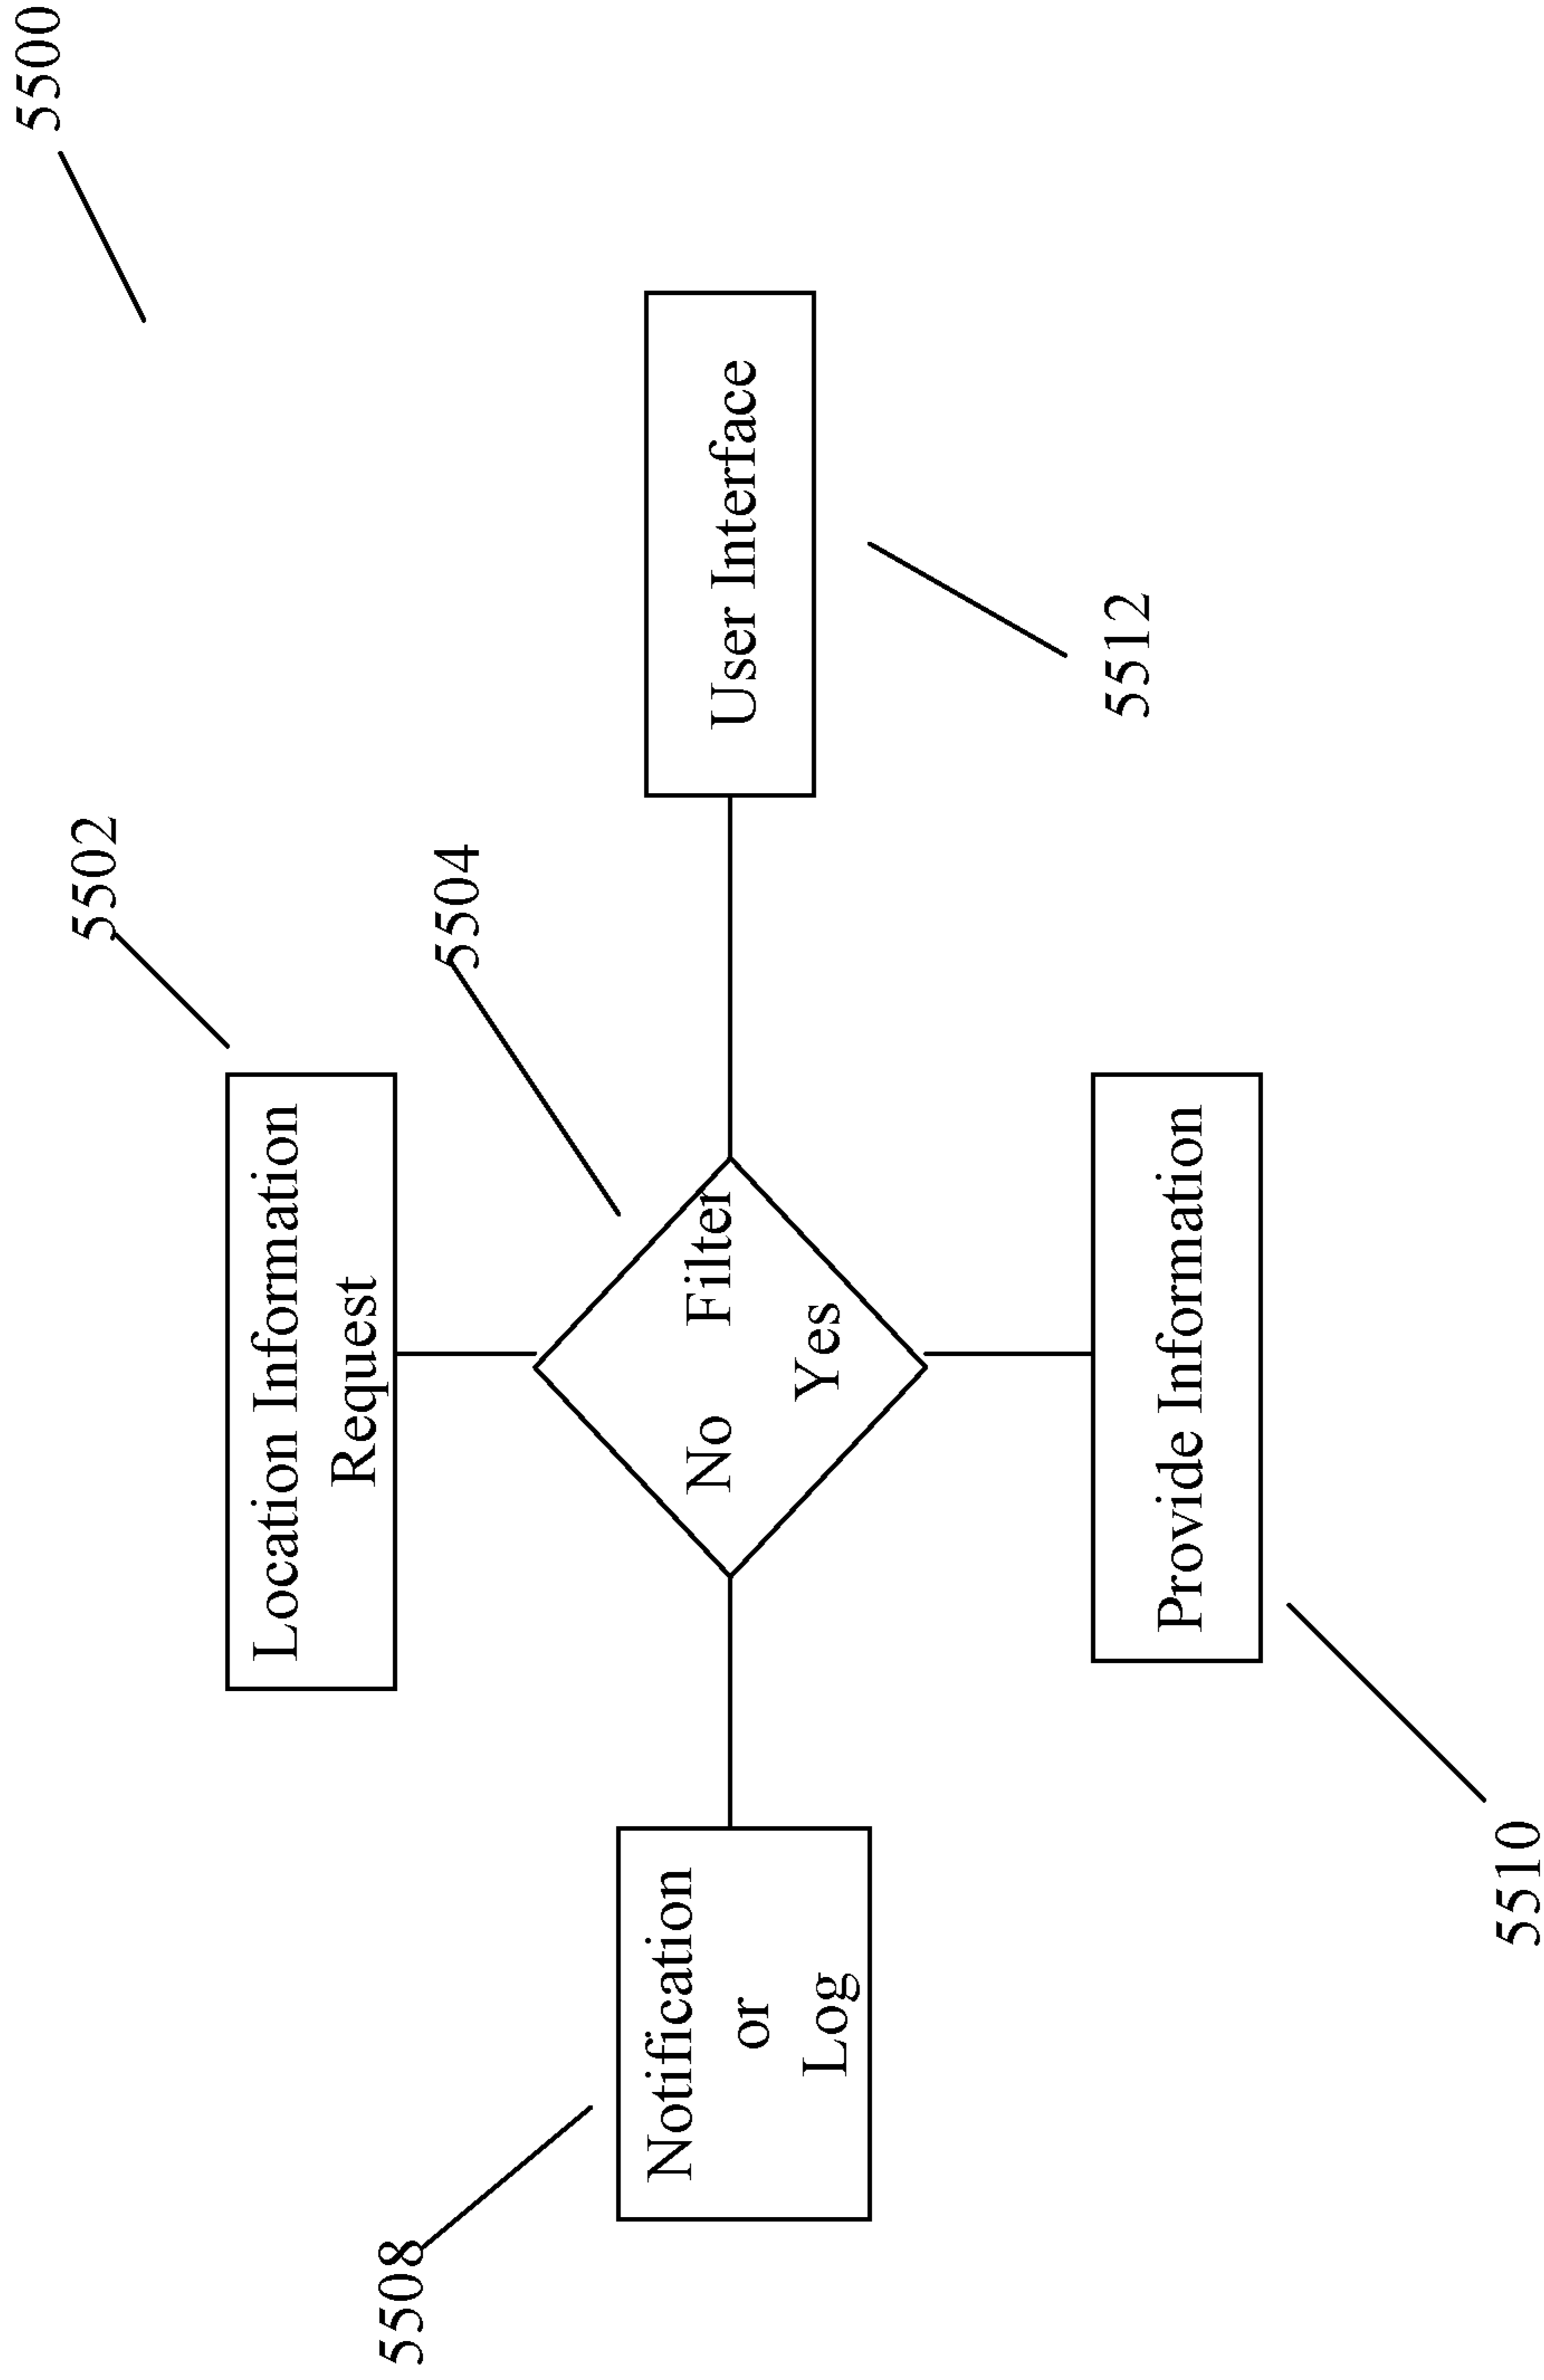 5500
5502
Location Information
Request
5504
No Filter
Yes
User Interface
5512
Notification
or
Log
5508
Provide Information
5510